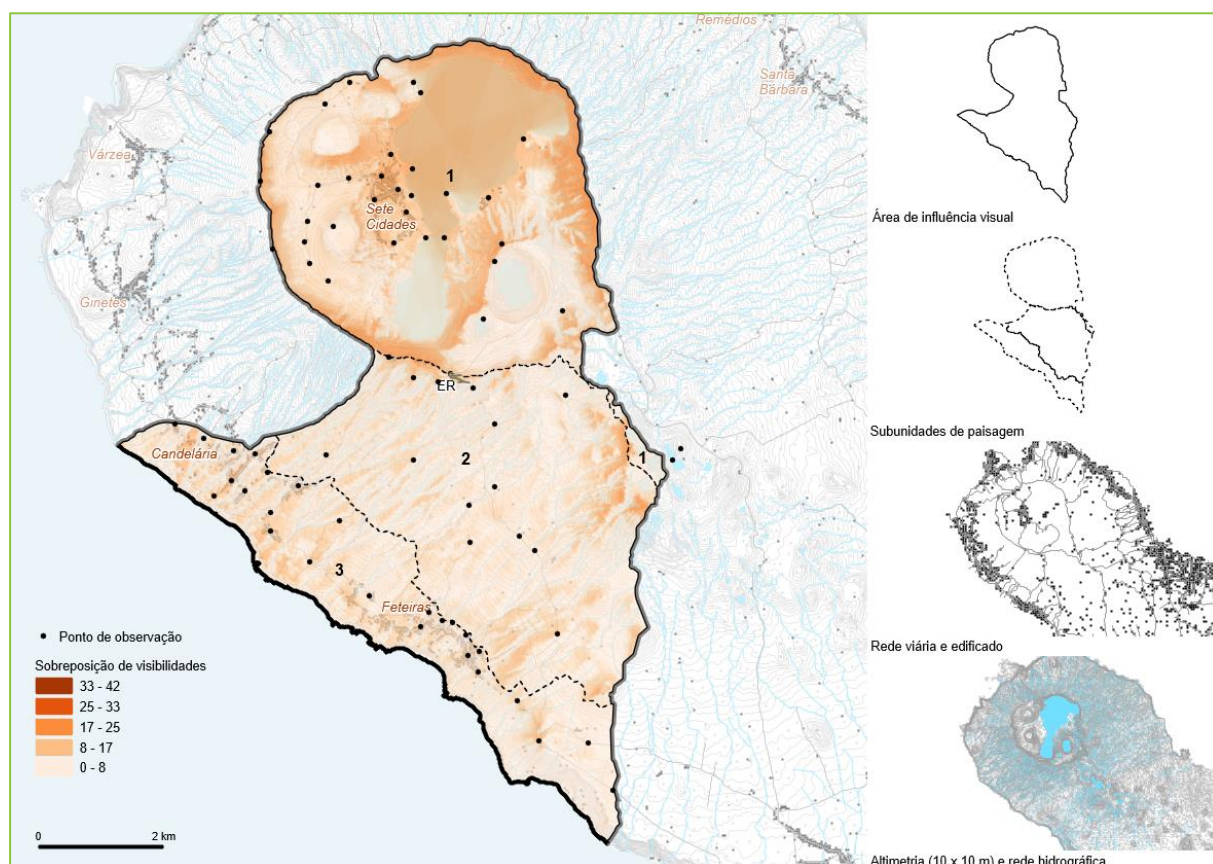 Remédios
Santa
Bárbara
Várzea
1
Sete
Cidades
Ginetes
ER
Candelária
2
1
3
Feteiras
Ponto de observação
Sobreposição de visibilidades
33 - 42
25 - 33
17 - 25
8 - 17
0 - 8
0
2 km
Área de influência visual
Subunidades de paisagem
Rede viária e edificado
Altimetria (10 x 10 m) e rede hidrográfica